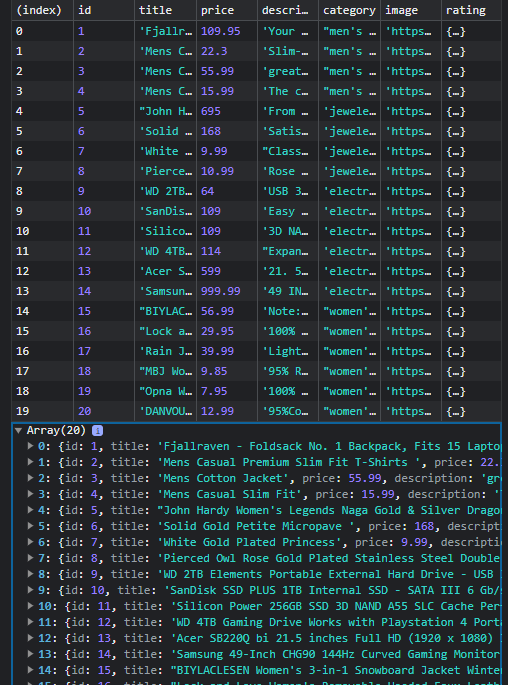 (index) id title price descri… category image rating
0 1 'Fjallr… 109.95 'Your … "men's … 'https… {…}
1 2 'Mens C… 22.3 'Slim-… "men's … 'https… {…}
2 3 'Mens C… 55.99 'great… "men's … 'https… {…}
3 4 'Mens C… 15.99 'The c… "men's … 'https… {…}
4 5 "John H… 695 'From … 'jewele… 'https… {…}
5 6 'Solid … 168 'Satis… 'jewele… 'https… {…}
6 7 'White … 9.99 "Class… 'jewele… 'https… {…}
7 8 'Pierce… 10.99 'Rose … 'jewele… 'https… {…}
8 9 'WD 2TB… 64 'USB 3… 'electr… 'https… {…}
9 10 'SanDis… 109 'Easy … 'electr… 'https… {…}
10 11 'Silico… 109 '3D NA… 'electr… 'https… {…}
11 12 'WD 4TB… 114 "Expan… 'electr… 'https… {…}
12 13 'Acer S… 599 '21. 5… 'electr… 'https… {…}
13 14 'Samsun… 999.99 '49 IN… 'electr… 'https… {…}
14 15 "BIYLAC… 56.99 'Note:… "women'… 'https… {…}
15 16 "Lock a… 29.95 '100% … "women'… 'https… {…}
16 17 'Rain J… 39.99 'Light… "women'… 'https… {…}
17 18 "MBJ Wo… 9.85 '95% R… "women'… 'https… {…}
18 19 "Opna W… 7.95 '100% … "women'… 'https… {…}
19 20 'DANVOU… 12.99 '95%Co… "women'… 'https… {…}
Array(20) i
0: {id: 1, title: 'Fjallraven - Foldsack No. 1 Backpack, Fits 15 Lapto
1: {id: 2, title: 'Mens Casual Premium Slim Fit T-Shirts ', price: 22.
2: {id: 3, title: 'Mens Cotton Jacket', price: 55.99, description: 'gr
3: {id: 4, title: 'Mens Casual Slim Fit', price: 15.99, description: '
4: {id: 5, title: "John Hardy Women's Legends Naga Gold & Silver Drago
5: {id: 6, title: 'Solid Gold Petite Micropave ', price: 168, descript
6: {id: 7, title: 'White Gold Plated Princess', price: 9.99, descripti
7: {id: 8, title: 'Pierced Owl Rose Gold Plated Stainless Steel Double
8: {id: 9, title: 'WD 2TB Elements Portable External Hard Drive - USB
9: {id: 10, title: 'SanDisk SSD PLUS 1TB Internal SSD - SATA III 6 Gb/
10: {id: 11, title: 'Silicon Power 256GB SSD 3D NAND A55 SLC Cache Per
11: {id: 12, title: 'WD 4TB Gaming Drive Works with Playstation 4 Port
12: {id: 13, title: 'Acer SB220Q bi 21.5 inches Full HD (1920 x 1080)
13: {id: 14, title: 'Samsung 49-Inch CHG90 144Hz Curved Gaming Monitor
14: {id: 15, title: "BIYLACLESEN Women's 3-in-1 Snowboard Jacket Winte